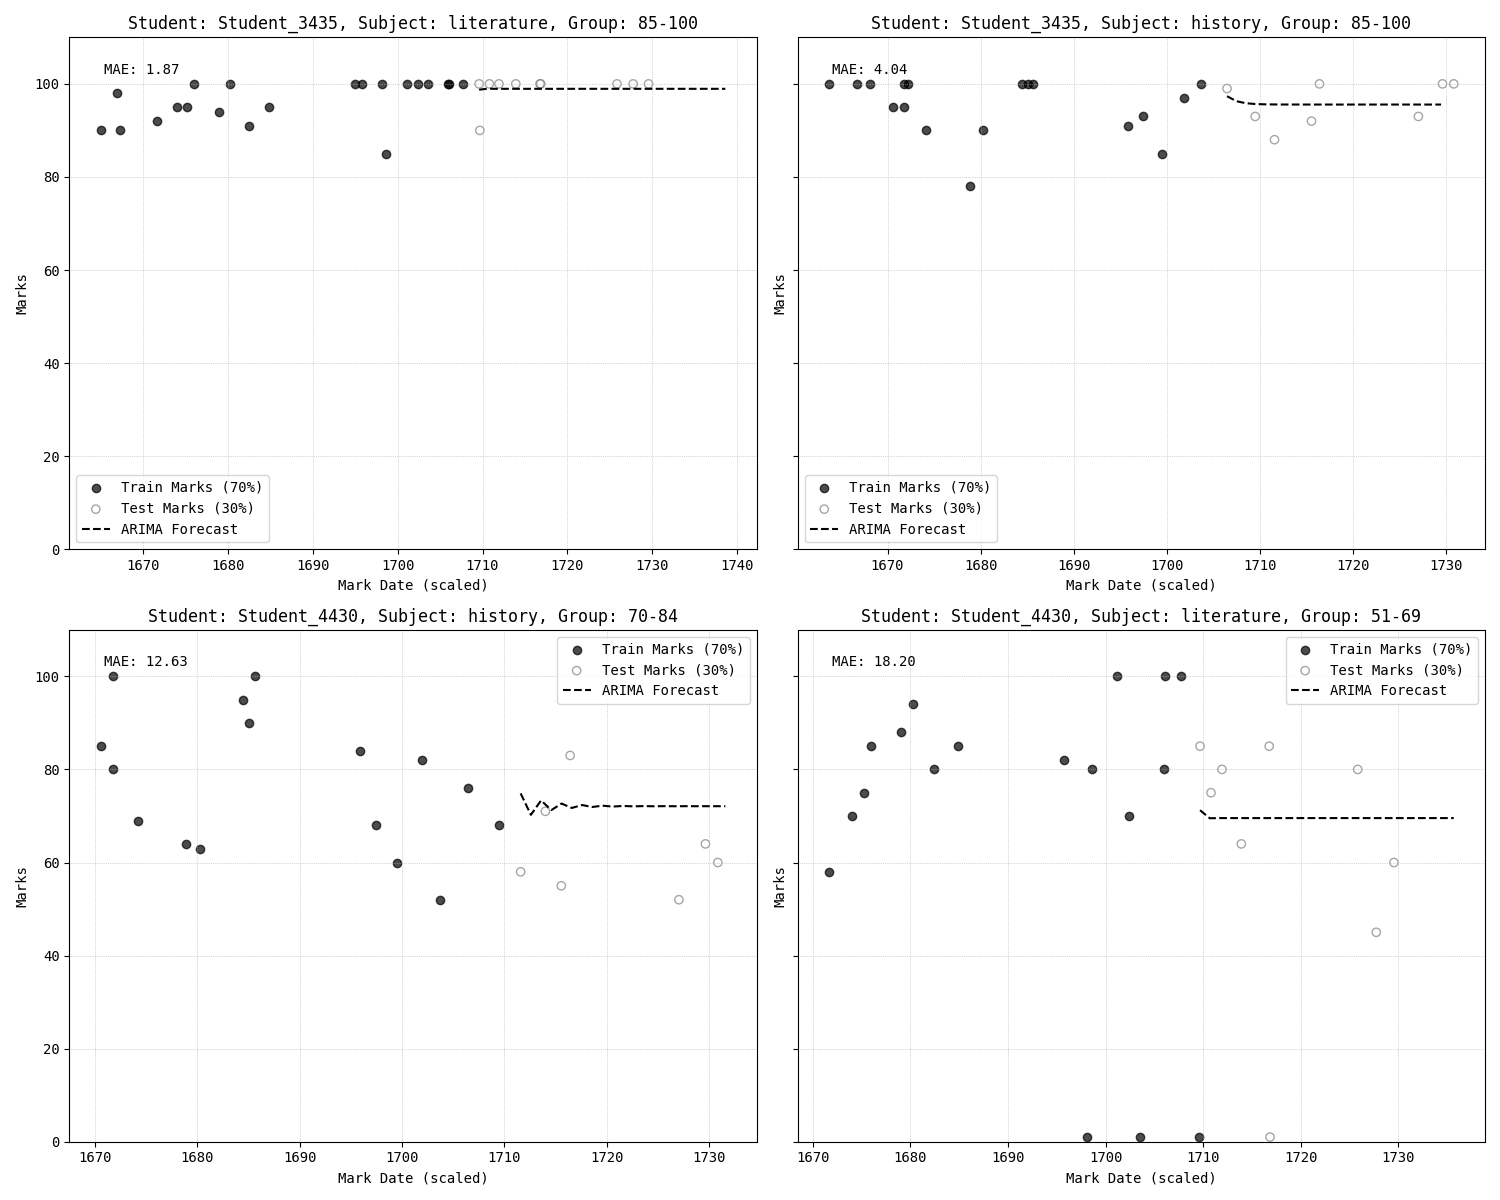 Student: Student_3435, Subject: literature, Group: 85-100
MAE: 1.87
100
80
60
40
20
0
Marks
Train Marks (70%)
Test Marks (30%)
ARIMA Forecast
1670 1680 1690 1700 1710 1720 1730 1740
Mark Date (scaled)
Student: Student_3435, Subject: history, Group: 85-100
MAE: 4.04
Marks
Train Marks (70%)
Test Marks (30%)
ARIMA Forecast
1670 1680 1690 1700 1710 1720 1730
Mark Date (scaled)
Student: Student_4430, Subject: history, Group: 70-84
MAE: 12.63
Train Marks (70%)
Test Marks (30%)
ARIMA Forecast
100
80
60
40
20
0
Marks
1670 1680 1690 1700 1710 1720 1730
Mark Date (scaled)
Student: Student_4430, Subject: literature, Group: 51-69
MAE: 18.20
Train Marks (70%)
Test Marks (30%)
ARIMA Forecast
Marks
1670 1680 1690 1700 1710 1720 1730
Mark Date (scaled)